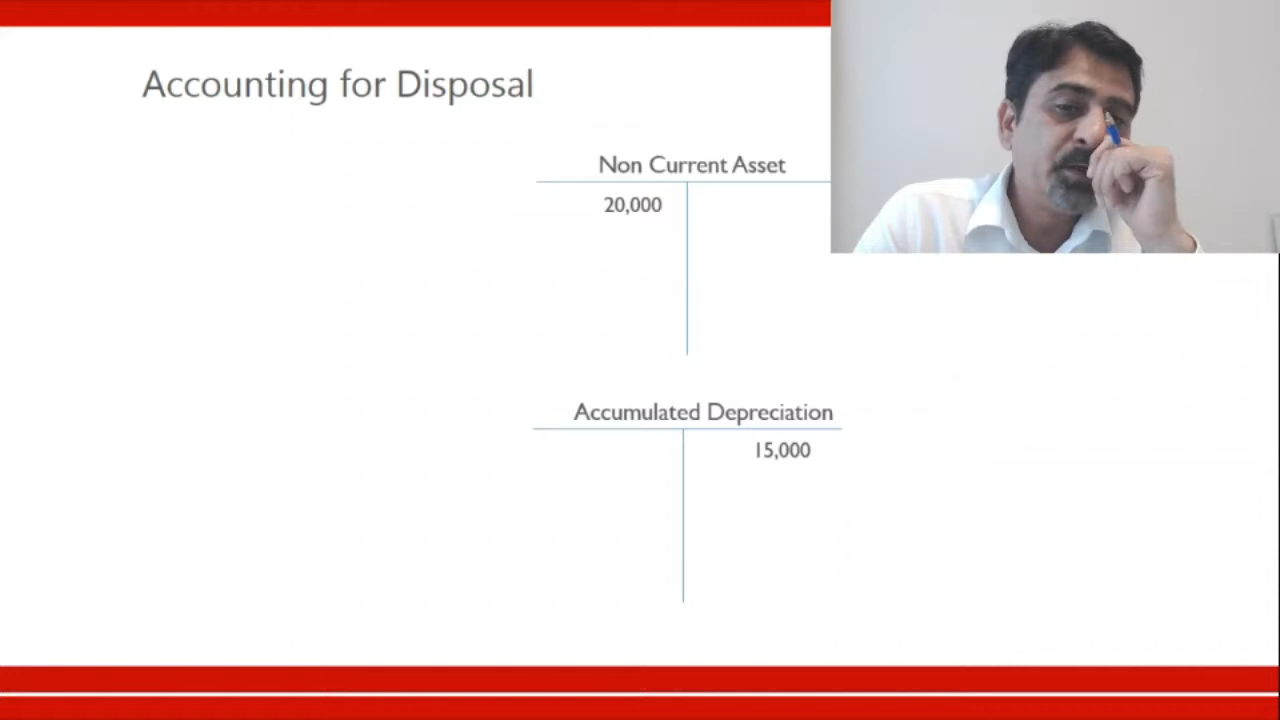 Accounting for Disposal
Non Current Asset
20,000
Accumulated Depreciation
15,000